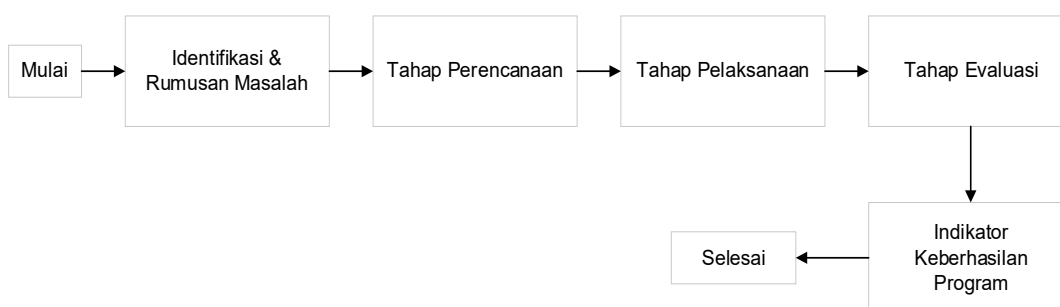 Mulai
Identifikasi &
Rumusan Masalah
Tahap Perencanaan
Tahap Pelaksanaan
Tahap Evaluasi
Indikator
Keberhasilan
Program
Selesai